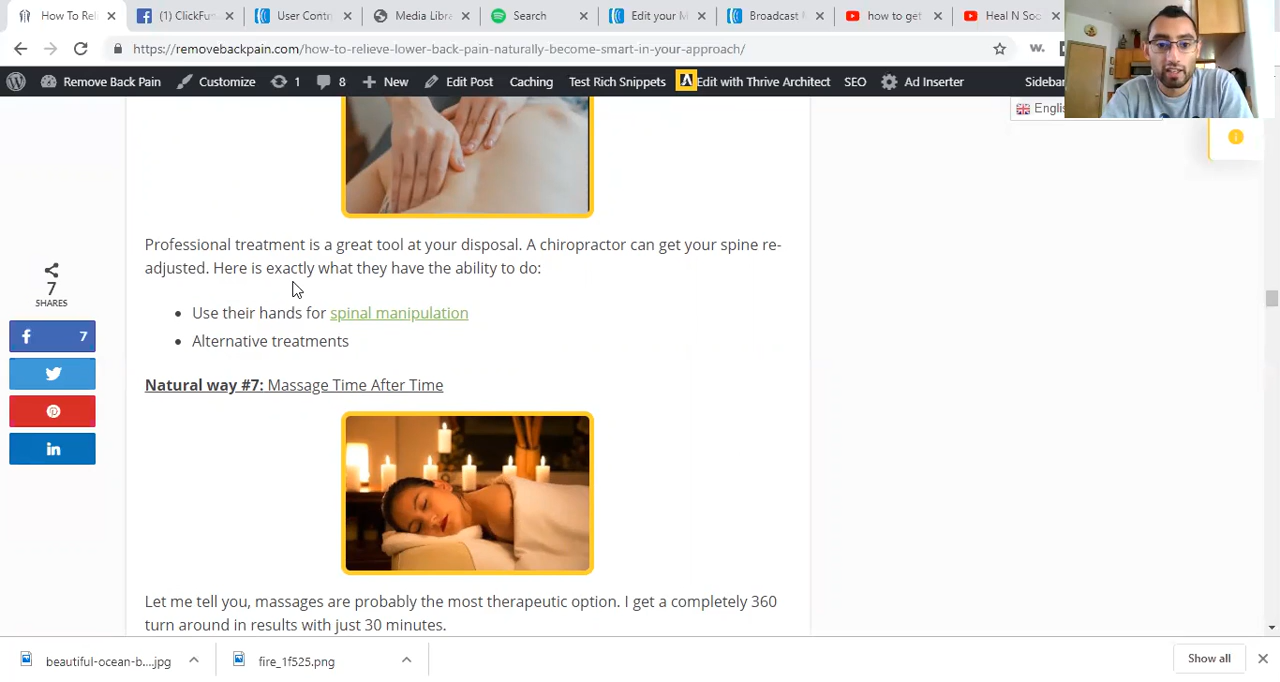 How To Reli
(1) ClickFun
User Contri
Media Libra
Search
Edit your M
Broadcast
how to get
Heal N Soo
https://removebackpain.com/how-to-relieve-lower-back-pain-naturally-become-smart-in-your-approach/
w.
Remove Back Pain
Customize
1
8
New
Edit Post
Caching
Test Rich Snippets
Edit with Thrive Architect
SEO
Ad Inserter
Sidebar
Engli
Professional treatment is a great tool at your disposal. A chiropractor can get your spine re-
adjusted. Here is exactly what they have the ability to do:
7
SHARES
7
• Use their hands for spinal manipulation
• Alternative treatments
Natural way #7: Massage Time After Time
Let me tell you, massages are probably the most therapeutic option. I get a completely 360
turn around in results with just 30 minutes.
beautiful-ocean-b....jpg
fire_1f525.png
Show all